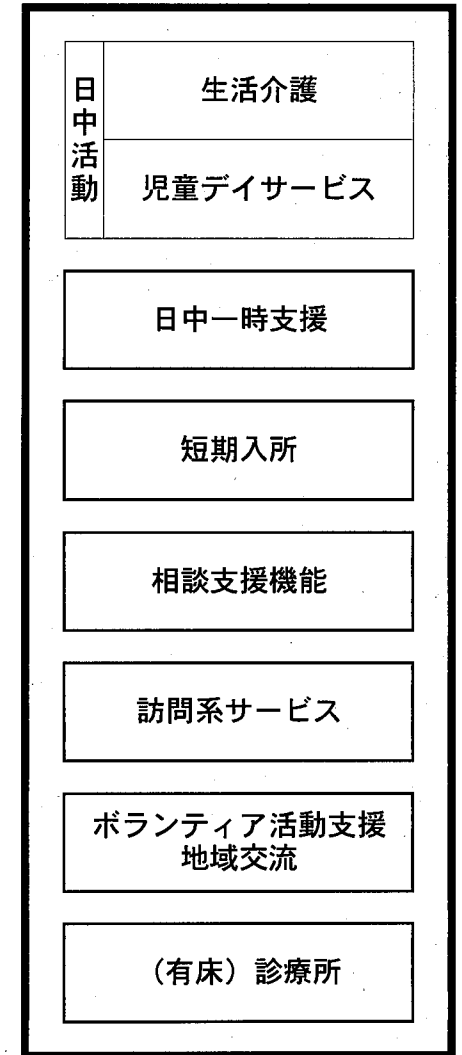 日中活動
生活介護
児童デイサービス
日中一時支援
短期入所
相談支援機能
訪問系サービス
ボランティア活動支援
地域交流
（有床）診療所